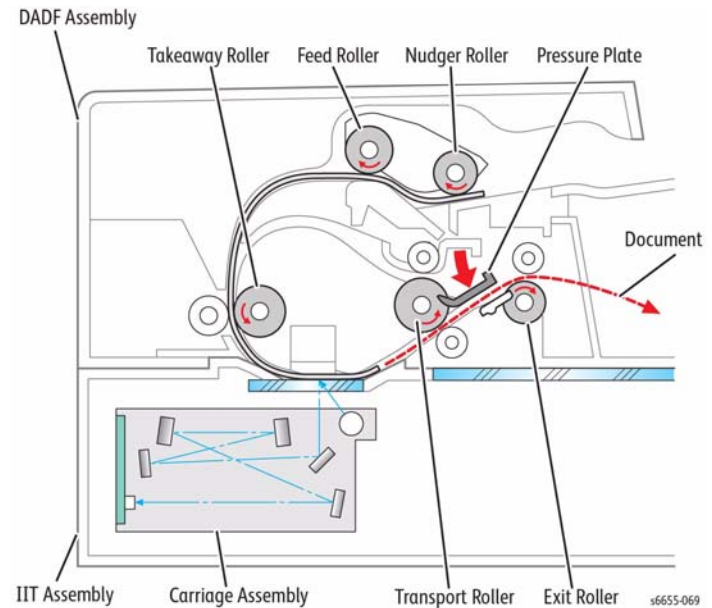 DADF Assembly
Takeaway Roller
Feed Roller
Nudger Roller
Pressure Plate
Document
IIT Assembly
Carriage Assembly
Transport Roller
Exit Roller
s6655-069